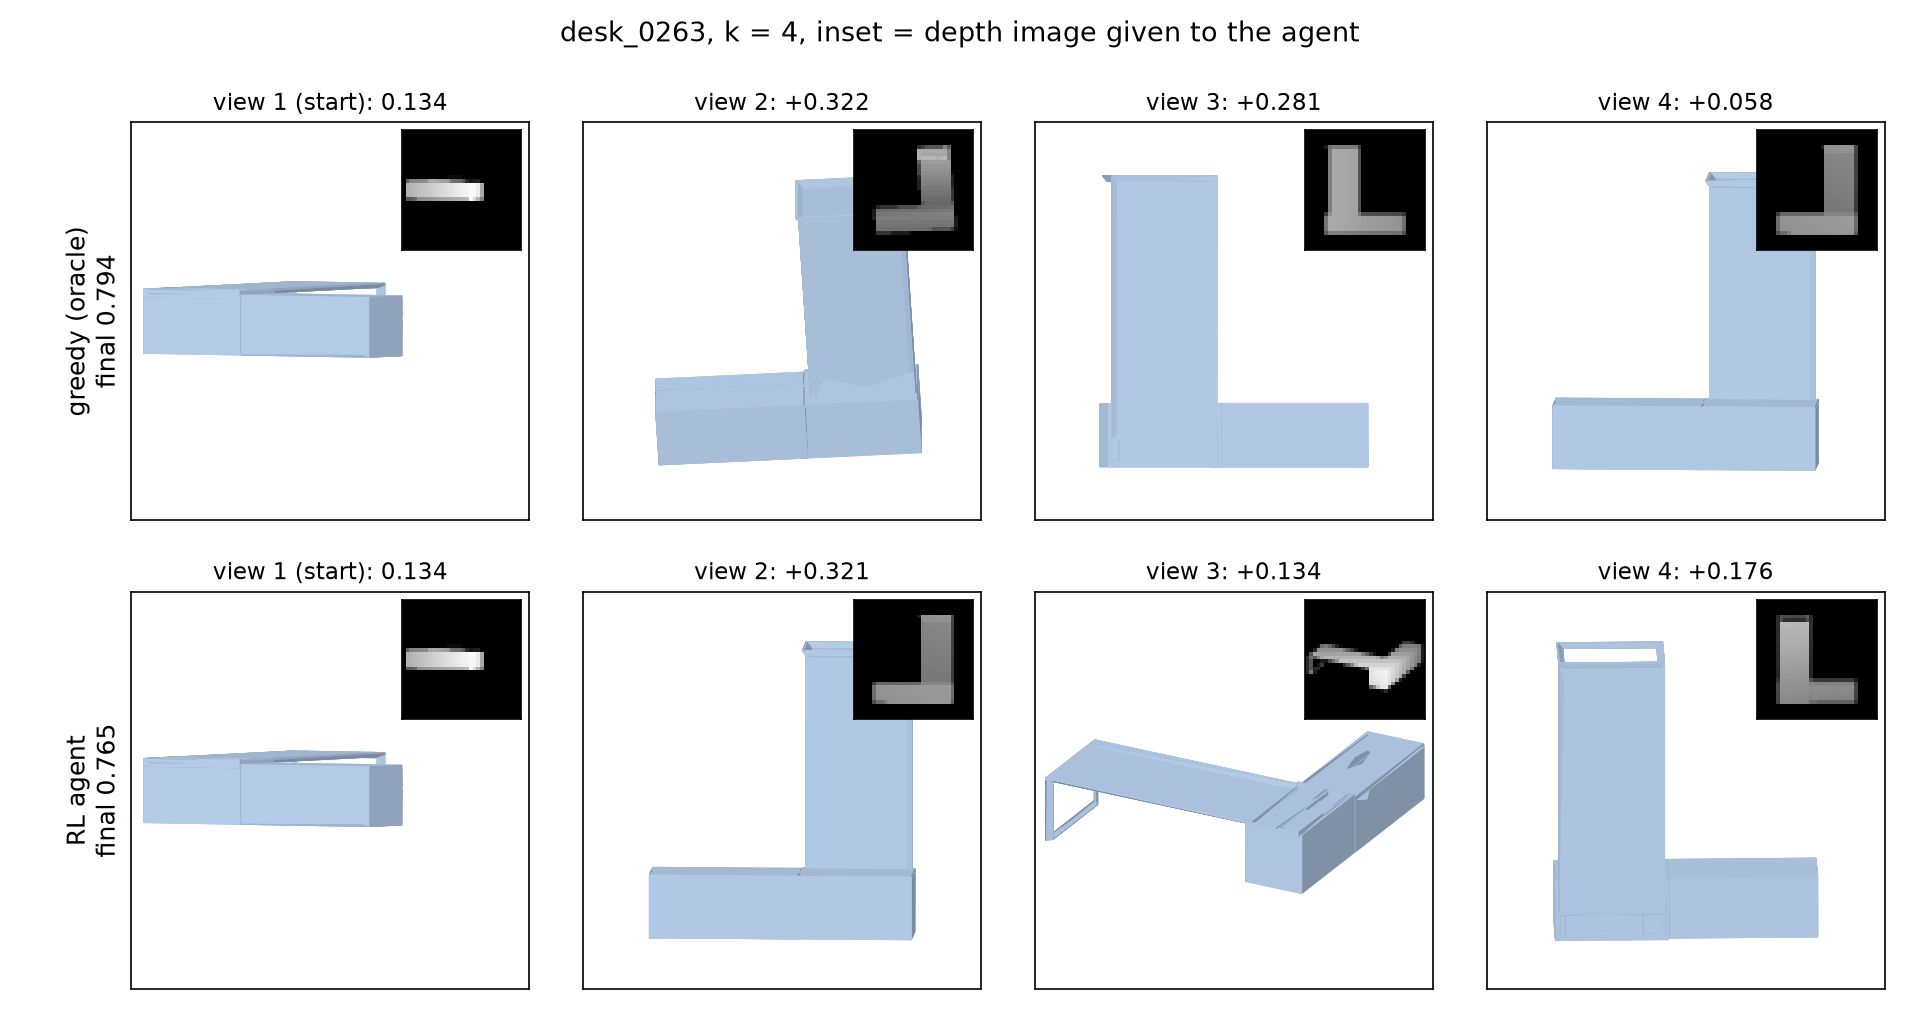 desk_0263, k = 4, inset = depth image given to the agent
view 1 (start): 0.134
view 2: +0.322
view 3: +0.281
view 4: +0.058
greedy (oracle)
final 0.794
view 1 (start): 0.134
view 2: +0.321
view 3: +0.134
view 4: +0.176
RL agent
final 0.765